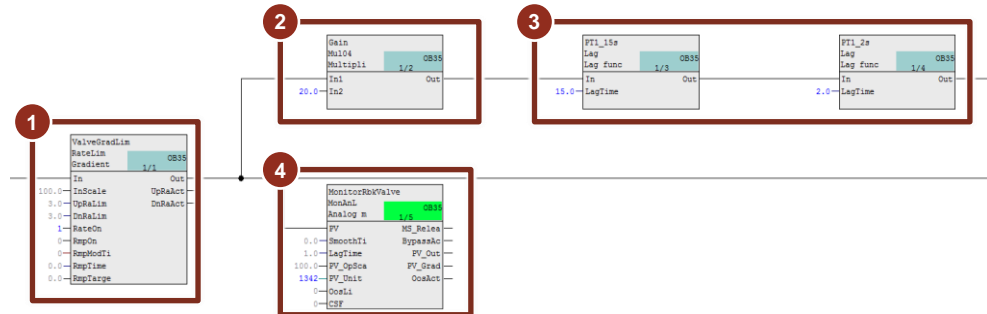 2
Gain
Mul04
Multipli
OB35
1/2
In1 Out
20.0 In2
3
PT1_15s
Lag
Lag func
OB35
1/3
In Out
15.0 LagTime
PT1_2s
Lag
Lag func
OB35
1/4
In Out
2.0 LagTime
1
ValveGradLim
RateLim
Gradient
OB35
1/1
In Out
100.0 InScale UpRaAct
3.0 UpRaLim DnRaAct
3.0 DnRaLim
1 RateOn
0 RmpOn
0 RmpModTi
0.0 RmpTime
0.0 RmpTarge
4
MonitorRbkValve
MonAnL
Analog m
OB35
1/5
PV MS_Relea
0.0 SmoothTi BypassAc
1.0 LagTime PV_Out
100.0 PV_OpSca PV_Grad
1342 PV_Unit OosAct
0 OosLi
0 CSF